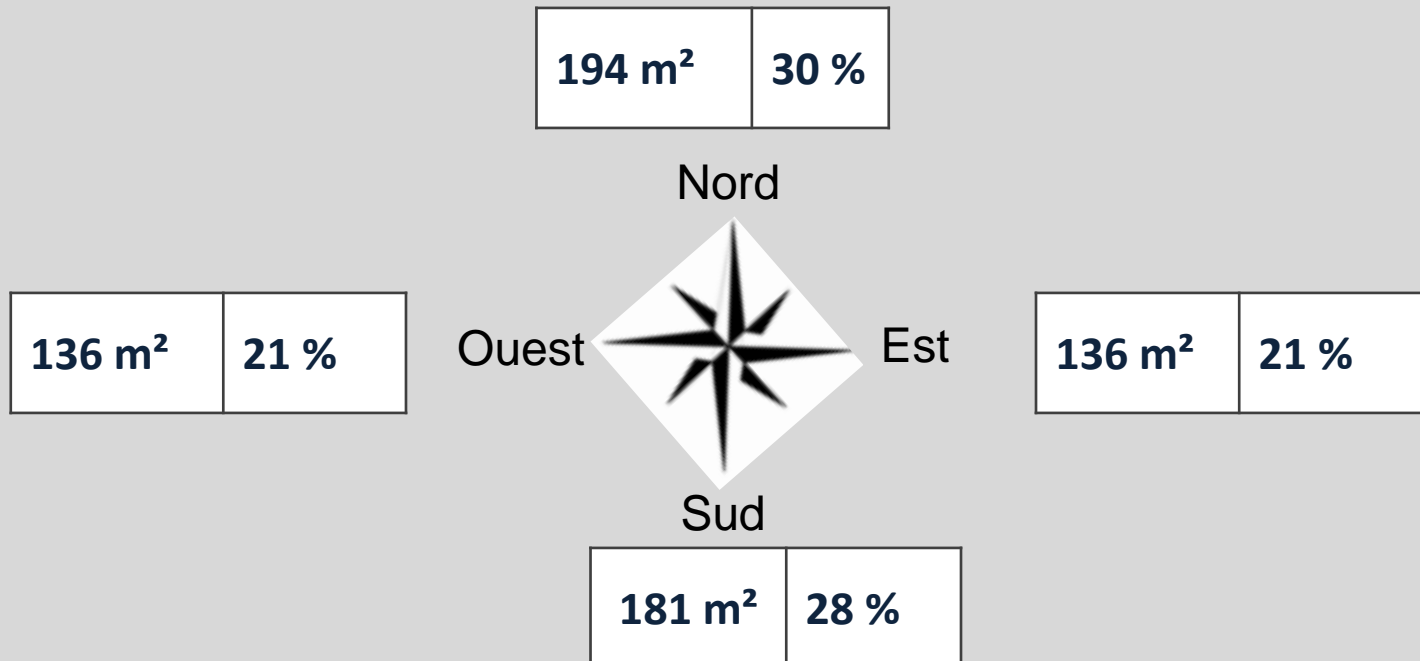 194 m² 30 %
Nord
136 m² 21 %
Ouest
Est
136 m² 21 %
Sud
181 m² 28 %